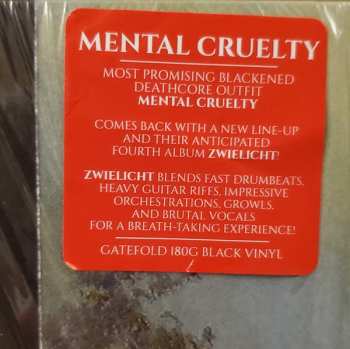 MENTAL CRUELTY
MOST PROMISING BLACKENED
DEATHCORE OUTFIT
MENTAL CRUELTY
COMES BACK WITH A NEW LINE-UP
AND THEIR ANTICIPATED
FOURTH ALBUM ZWIELICHT!
ZWIELICHT BLENDS FAST DRUMBEATS,
HEAVY GUITAR RIFFS, IMPRESSIVE
ORCHESTRATIONS, GROWLS,
AND BRUTAL VOCALS
FOR A BREATH-TAKING EXPERIENCE!
GATEFOLD 180G BLACK VINYL